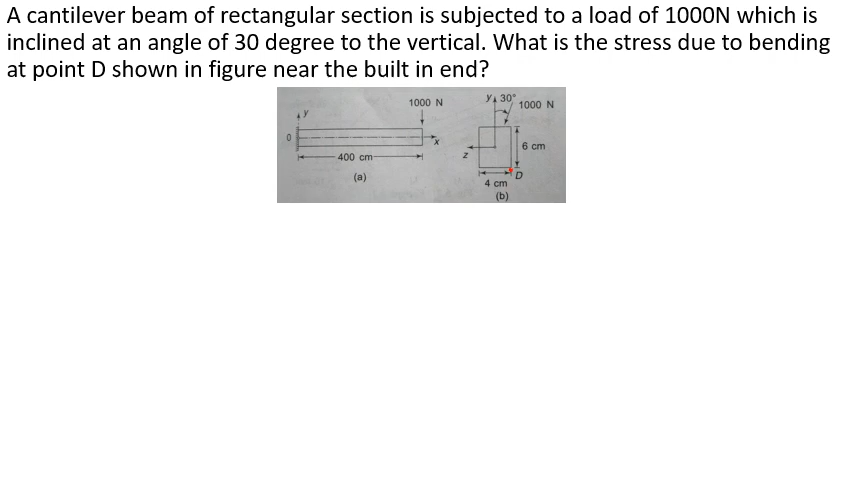 A cantilever beam of rectangular section is subjected to a load of 1000N which is
inclined at an angle of 30 degree to the vertical. What is the stress due to bending
at point D shown in figure near the built in end?
1000 N
y
0
x
400 cm
(a)
y 30°
1000 N
6 cm
z
D
4 cm
(b)